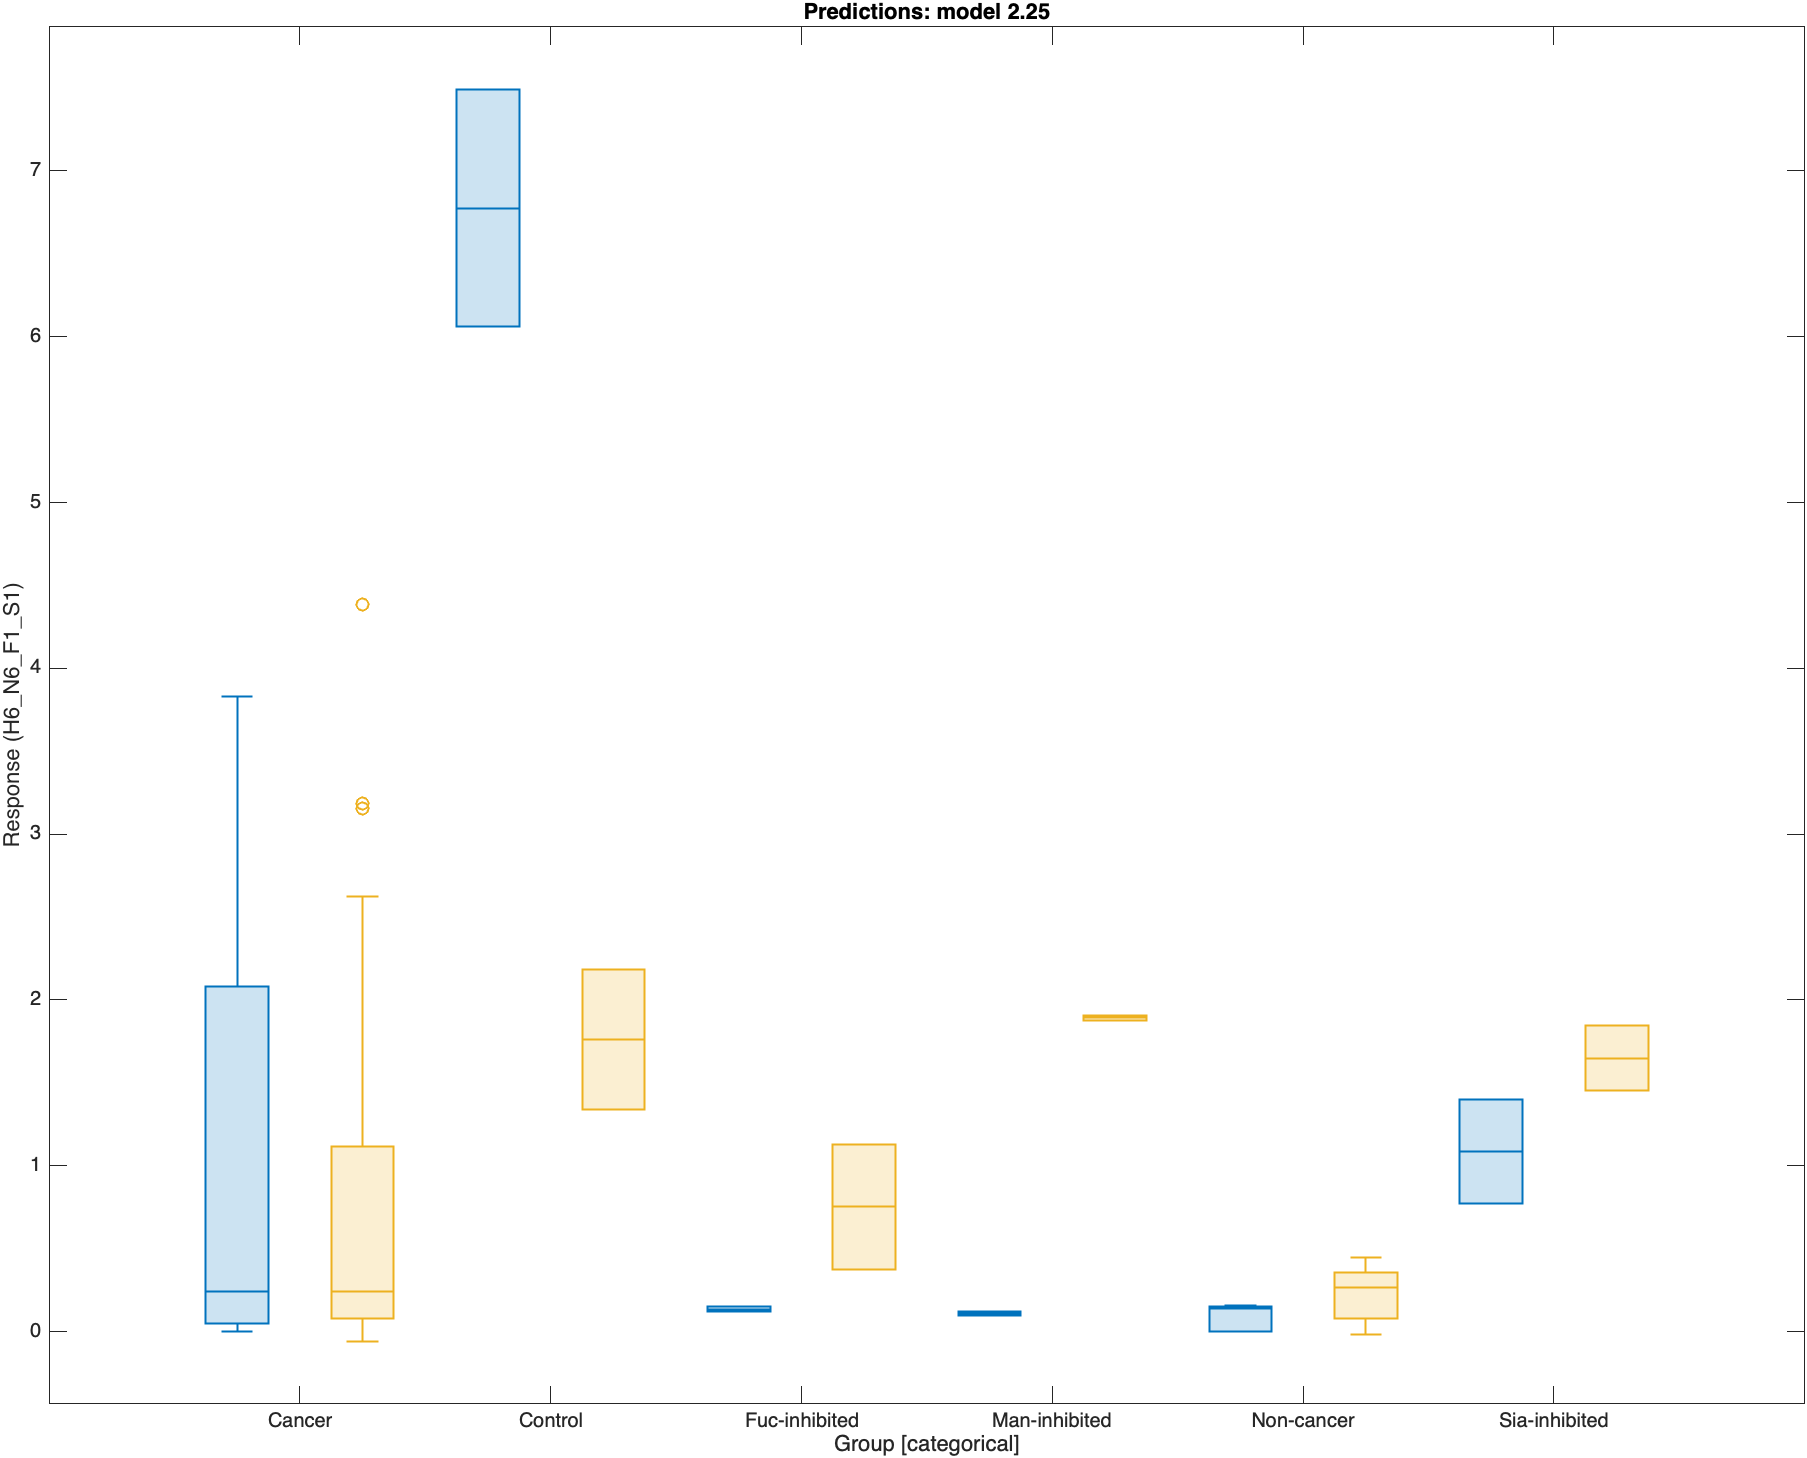 Predictions: model 2.25
Response (H6_N6_F1_S1)
7
6
5
4
3
2
1
0
Cancer Control Fuc-inhibited Man-inhibited Non-cancer Sia-inhibited
Group [categorical]